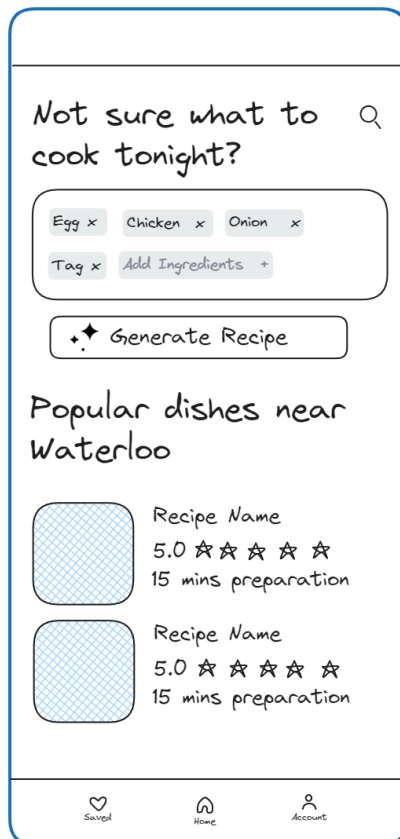 Not sure what to
cook tonight?
Egg x Chicken x Onion x
Tag x Add Ingredients +
Generate Recipe
Popular dishes near
Waterloo
Recipe Name
5.0
15 mins preparation
Recipe Name
5.0
15 mins preparation
Saved Home Account